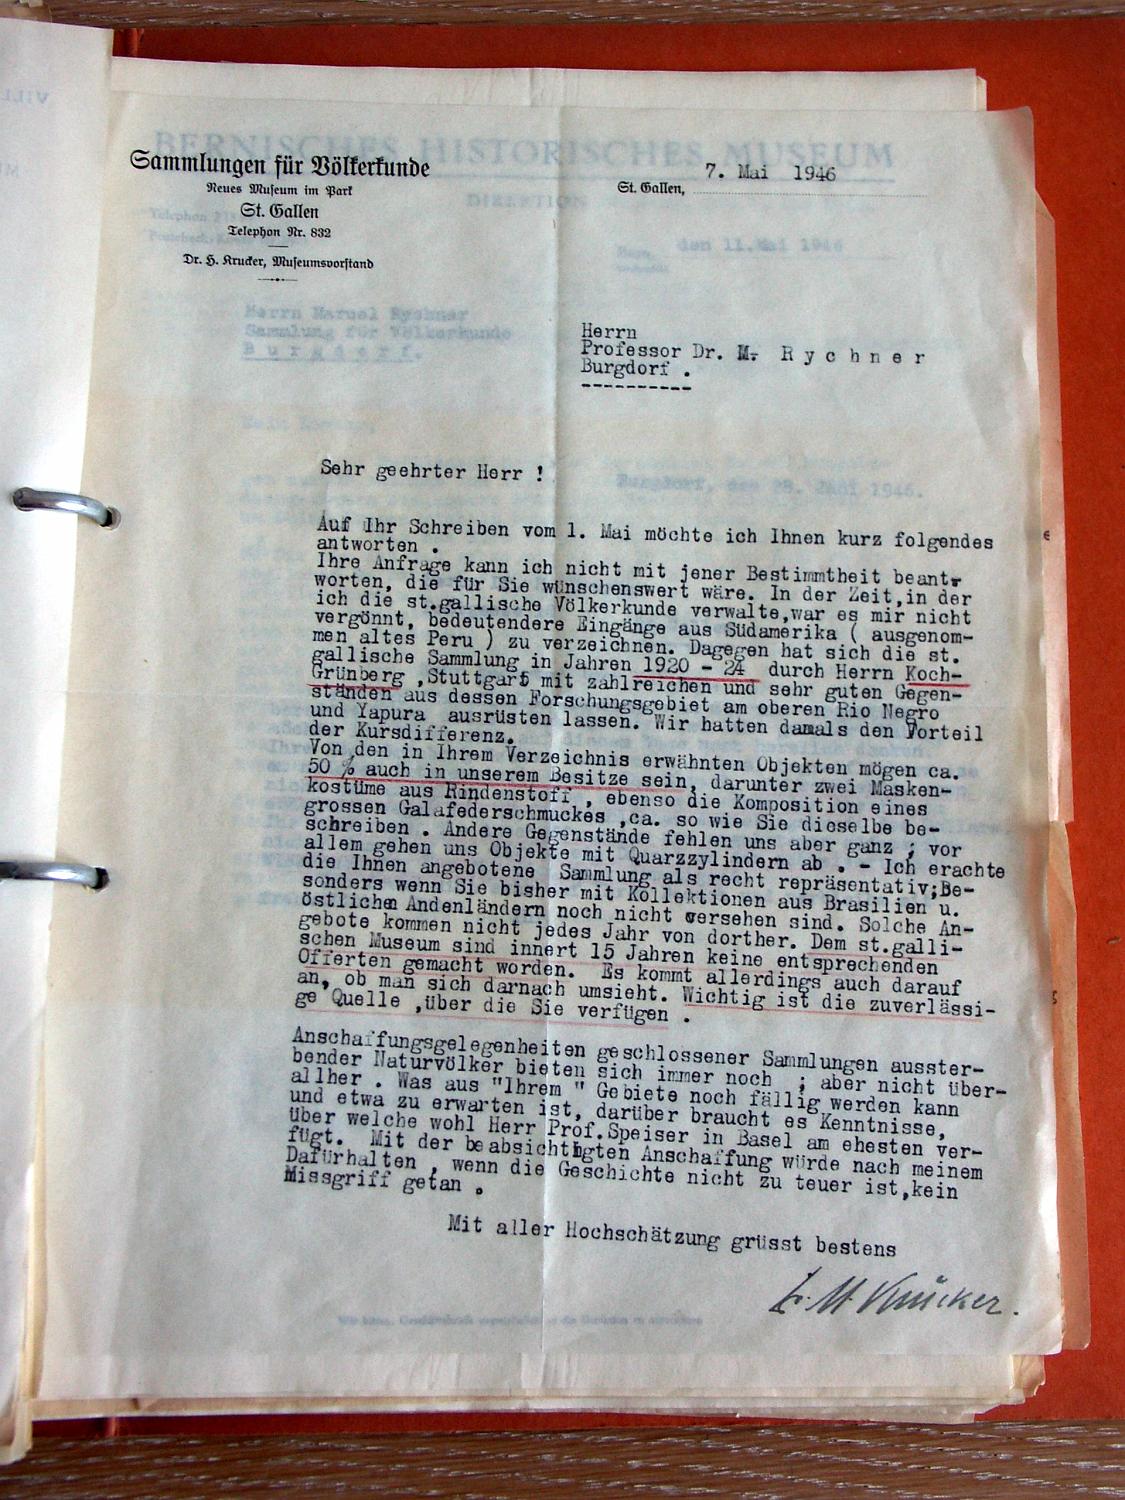 BERNISCHES HISTORISCHES MUSEUM
DIREKTION
Sammlungen für Völkerkunde
Neues Museum im Park
St. Gallen
Telephon Nr. 832
Dr. H. Krucker, Museumsvorstand
St. Gallen, 7. Mai 1946
den 11.Mai 1946
Sammlung für Völkerkunde
Burgdorf.
Herrn
Professor Dr. M. Rychner
Burgdorf .
Sehr geehrter Herr !
Burgdorf, den 28. Juni 1946.
Auf Ihr Schreiben vom 1. Mai möchte ich Ihnen kurz folgendes
antworten .
Ihre Anfrage kann ich nicht mit jener Bestimmtheit beant-
worten, die für Sie wünschenswert wäre. In der Zeit,in der
ich die st.gallische Völkerkunde verwalte,war es mir nicht
vergönnt, bedeutendere Eingänge aus Südamerika ( ausgenom-
men altes Peru ) zu verzeichnen. Dagegen hat sich die st.
gallische Sammlung in Jahren 1920 - 24 durch Herrn Koch-
Grünberg ,Stuttgart mit zahlreichen und sehr guten Gegen-
ständen aus dessen Forschungsgebiet am oberen Rio Negro
und Yapura ausrüsten lassen. Wir hatten damals den Vorteil
der Kursdifferenz.
Von den in Ihrem Verzeichnis erwähnten Objekten mögen ca.
50 % auch in unserem Besitze sein, darunter zwei Masken-
kostüme aus Rindenstoff , ebenso die Komposition eines
grossen Galafederschmuckes ,ca. so wie Sie dieselbe be-
schreiben . Andere Gegenstände fehlen uns aber ganz ; vor
allem gehen uns Objekte mit Quarzzylindern ab . - Ich erachte
die Ihnen angebotene Sammlung als recht repräsentativ;Be-
sonders wenn Sie bisher mit Kollektionen aus Brasilien u.
östlichen Andenländern noch nicht versehen sind. Solche An-
gebote kommen nicht jedes Jahr von dorther. Dem st.galli-
schen Museum sind innert 15 Jahren keine entsprechenden
Offerten gemacht worden. Es kommt allerdings auch darauf
an, ob man sich darnach umsieht. Wichtig ist die zuverlässi-
ge Quelle ,über die Sie verfügen .
Anschaffungsgelegenheiten geschlossener Sammlungen ausster-
bender Naturvölker bieten sich immer noch ; aber nicht über-
allher . Was aus "Ihrem " Gebiete noch fällig werden kann
und etwa zu erwarten ist, darüber braucht es Kenntnisse,
über welche wohl Herr Prof.Speiser in Basel am ehesten ver-
fügt. Mit der beabsichtigten Anschaffung würde nach meinem
Dafürhalten , wenn die Geschichte nicht zu teuer ist,kein
Missgriff getan .
Mit aller Hochschätzung grüsst bestens
Dr. H. Krucker.